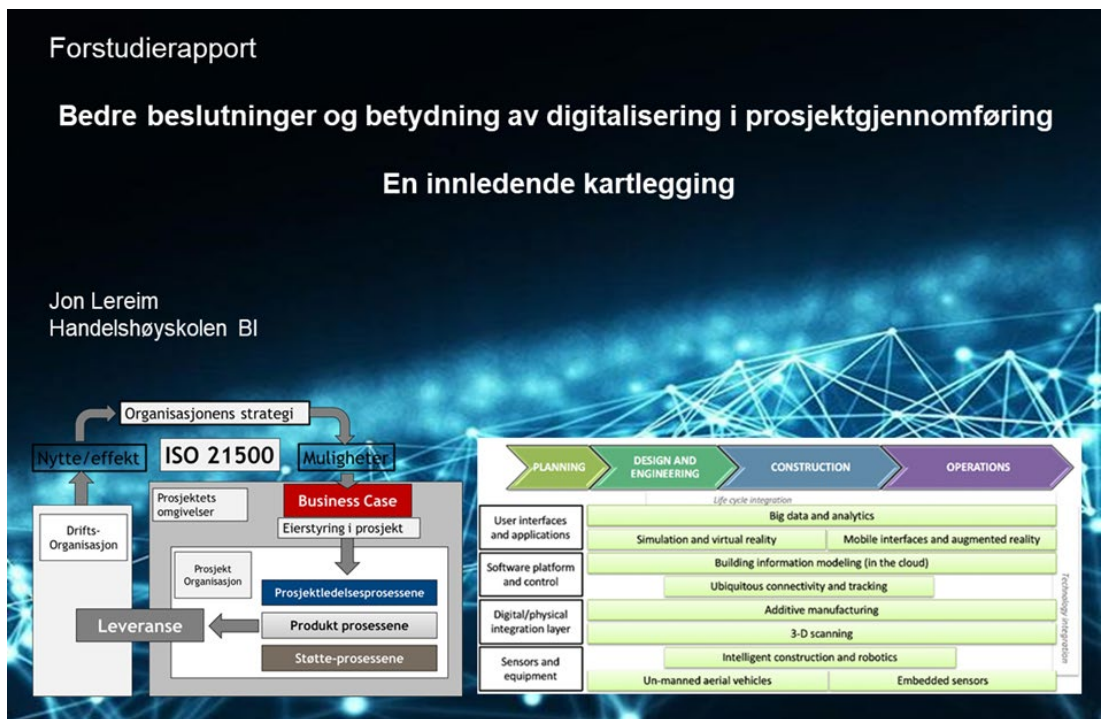 Forstudierapport
Bedre beslutninger og betydning av digitalisering i prosjektgjennomføring
En innledende kartlegging
Jon Lereim
Handelshøyskolen BI
Organisasjonens strategi
Nytte/effekt
ISO 21500
Muligheter
Prosjektets
omgivelser
Business Case
Eierstyring i prosjekt
Drifts-
Organisasjon
Prosjekt
Organisasjon
Prosjektledelsesprosessene
Leveranse
Produkt prosessene
Støtte-prosessene
PLANNING
DESIGN AND
ENGINEERING
CONSTRUCTION
OPERATIONS
Life cycle integration
User interfaces
and applications
Big data and analytics
Simulation and virtual reality
Mobile interfaces and augmented reality
Software platform
and control
Building information modeling (in the cloud)
Ubiquitous connectivity and tracking
Digital/physical
integration layer
Additive manufacturing
3-D scanning
Sensors and
equipment
Intelligent construction and robotics
Un-manned aerial vehicles
Embedded sensors
Technology integration